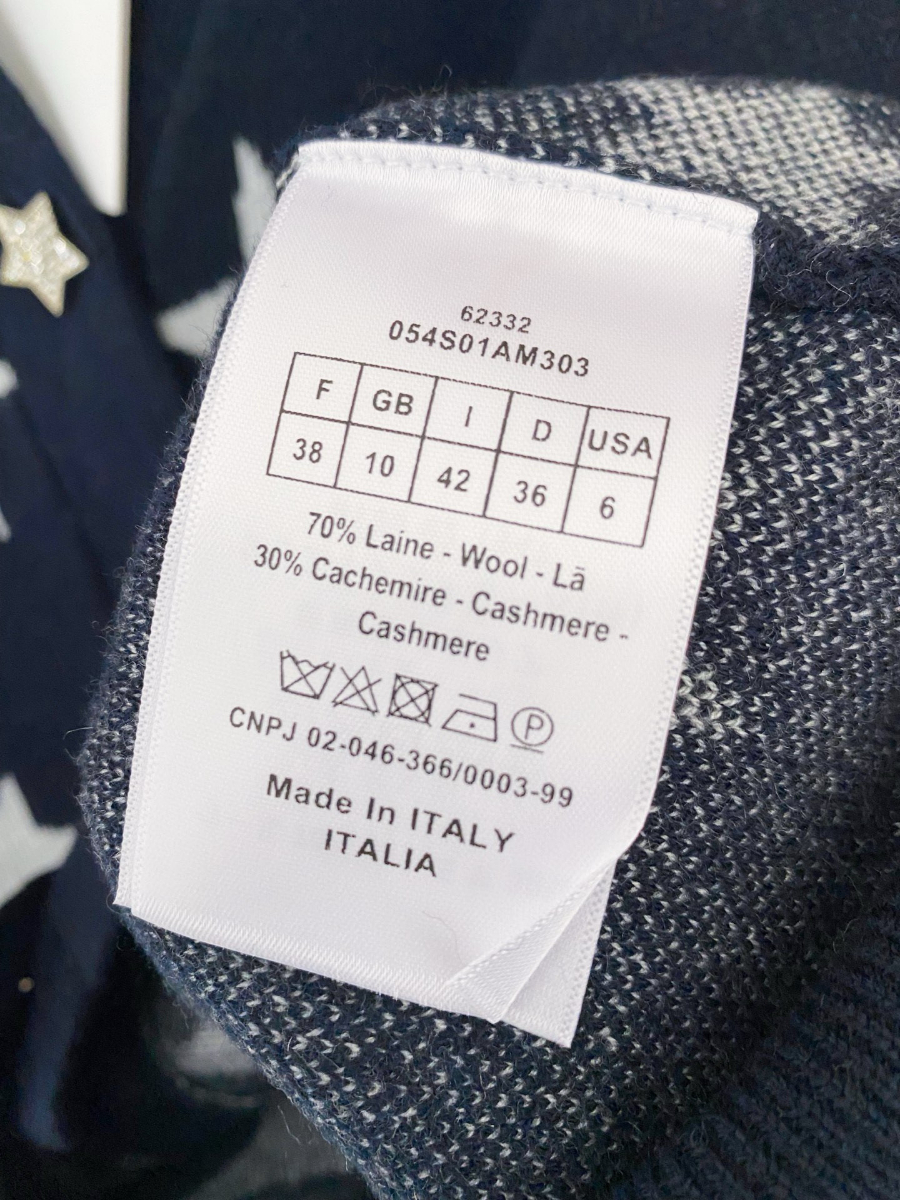 62332
054S01AM303
F GB I D USA
38 10 42 36 6
70% Laine - Wool - Lã
30% Cachemire - Cashmere -
Cashmere
P
CNPJ 02-046-366/0003-99
Made In ITALY
ITALIA